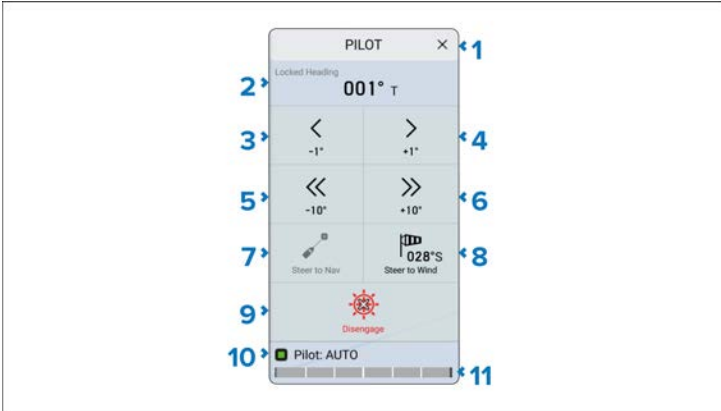 PILOT × 1
Locked Heading
2 001° T
3 < -1° > +1° 4
5 << -10° >> +10° 6
7 028°S 8
Steer to Nav Steer to Wind
9 Disengage
10 Pilot: AUTO
11